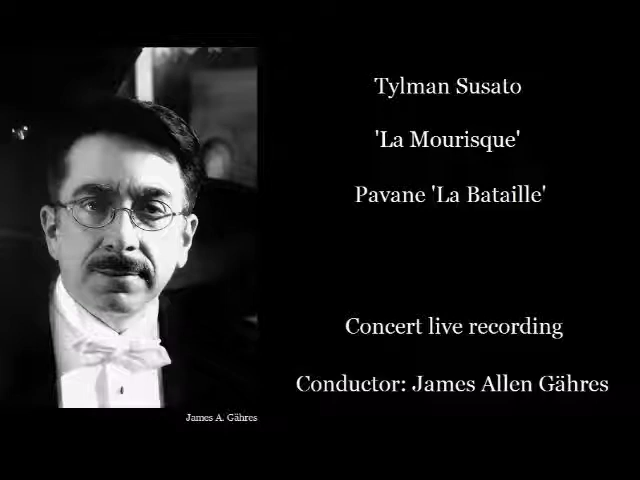 Tylman Susato
'La Mourisque'
Pavane 'La Bataille'
Concert live recording
Conductor: James Allen Gähres
James A. Gähres